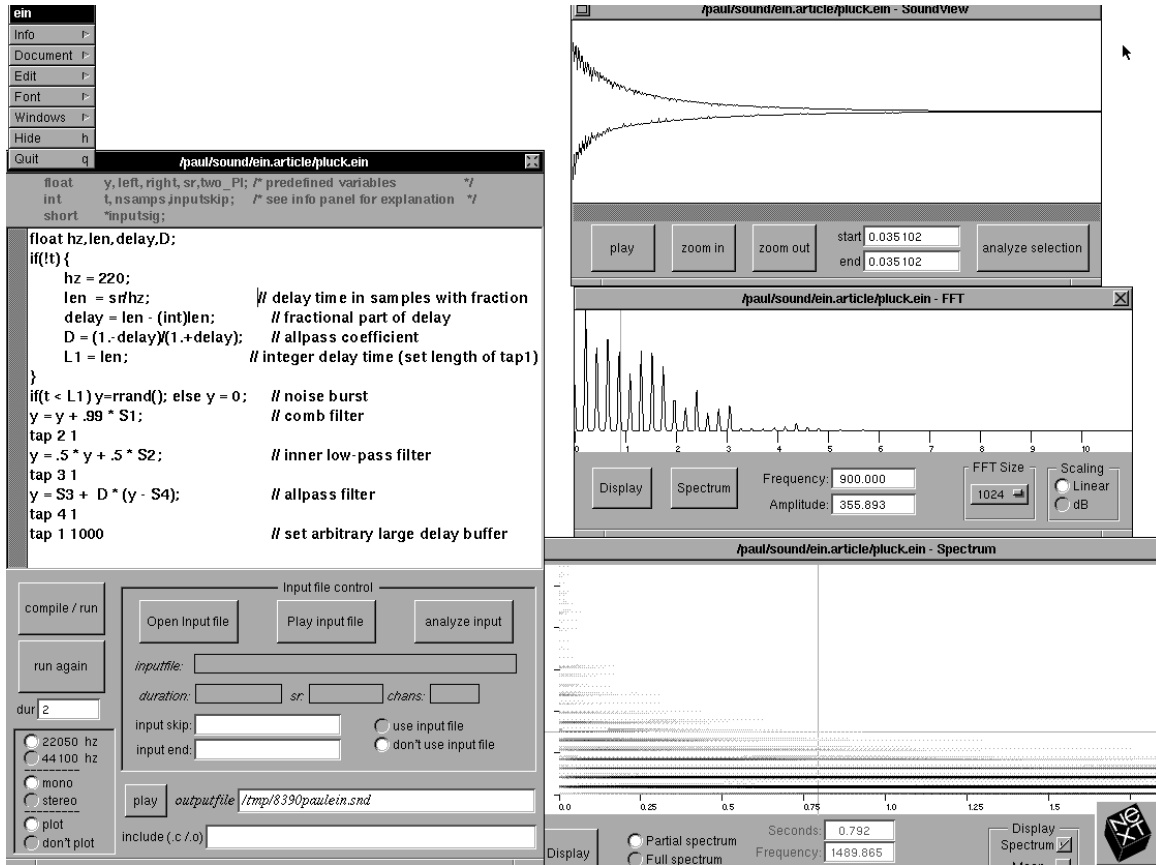 ein
Info
Document
Edit
Font
Windows
Hide h
Quit q
/paul/sound/ein.article/pluck.ein
float y, left, right, sr,two_PI; /* predefined variables */
int t, nsamps,inputskip; /* see info panel for explanation */
short *inputsig;
float hz,len,delay,D;
if(!t) {
hz = 220;
len = sr/hz; // delay time in samples with fraction
delay = len - (int)len; // fractional part of delay
D = (1.-delay)/(1.+delay); // allpass coefficient
L1 = len; // integer delay time (set length of tap1)
}
if(t < L1) y=rrand(); else y = 0; // noise burst
y = y + .99 * S1; // comb filter
tap 2 1
y = .5 * y + .5 * S2; // inner low-pass filter
tap 3 1
y = S3 + D * (y - S4); // allpass filter
tap 4 1
tap 1 1000 // set arbitrary large delay buffer
compile / run
run again
dur 2
22050 hz
44100 hz
---------
mono
stereo
---------
plot
don't plot
Input file control
Open Input file Play input file analyze input
inputfile:
duration: sr: chans:
input skip:
input end:
use input file
don't use input file
play outputfile /tmp/8390paulein.snd
include (.c /.o)
/paul/sound/ein.article/pluck.ein - SoundView
play zoom in zoom out
start 0.035102
end 0.035102
analyze selection
/paul/sound/ein.article/pluck.ein - FFT
0 1 2 3 4 5 6 7 8 9 10
Display Spectrum
Frequency: 900.000
Amplitude: 355.893
FFT Size
1024
Scaling
Linear
dB
/paul/sound/ein.article/pluck.ein - Spectrum
0.0 0.25 0.5 0.75 1.0 1.25 1.5
Display
Partial spectrum
Full spectrum
Seconds: 0.792
Frequency: 1489.865
Display
Spectrum
NeXT